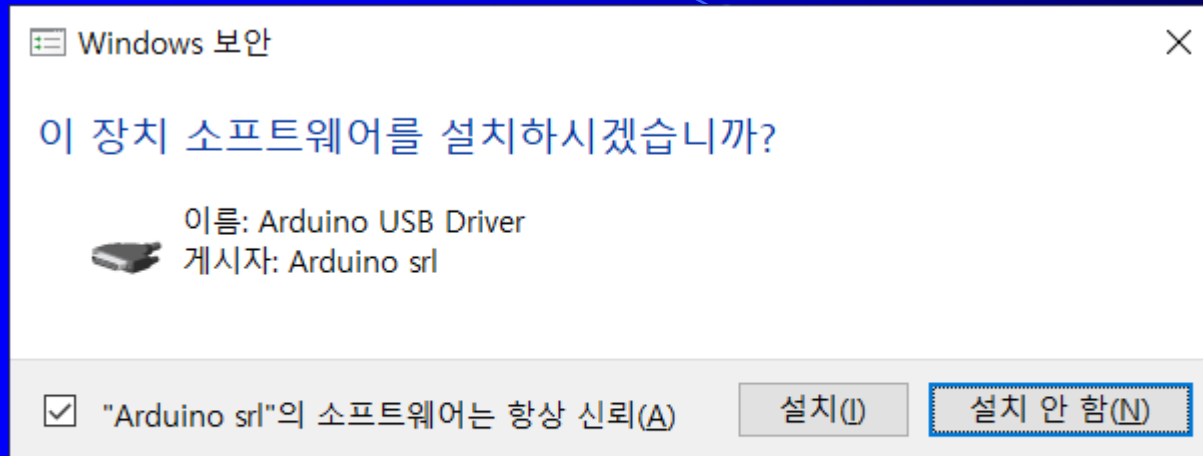 Windows 보안
이 장치 소프트웨어를 설치하시겠습니까?
이름: Arduino USB Driver
게시자: Arduino srl
"Arduino srl"의 소프트웨어는 항상 신뢰(A)
설치(I)
설치 안 함(N)